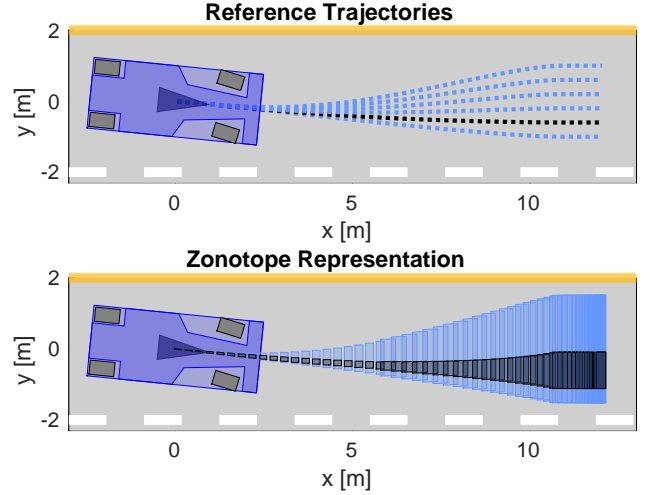 Reference Trajectories
2
0
-2
y [m]
0
5
10
x [m]
Zonotope Representation
2
0
-2
y [m]
0
5
10
x [m]